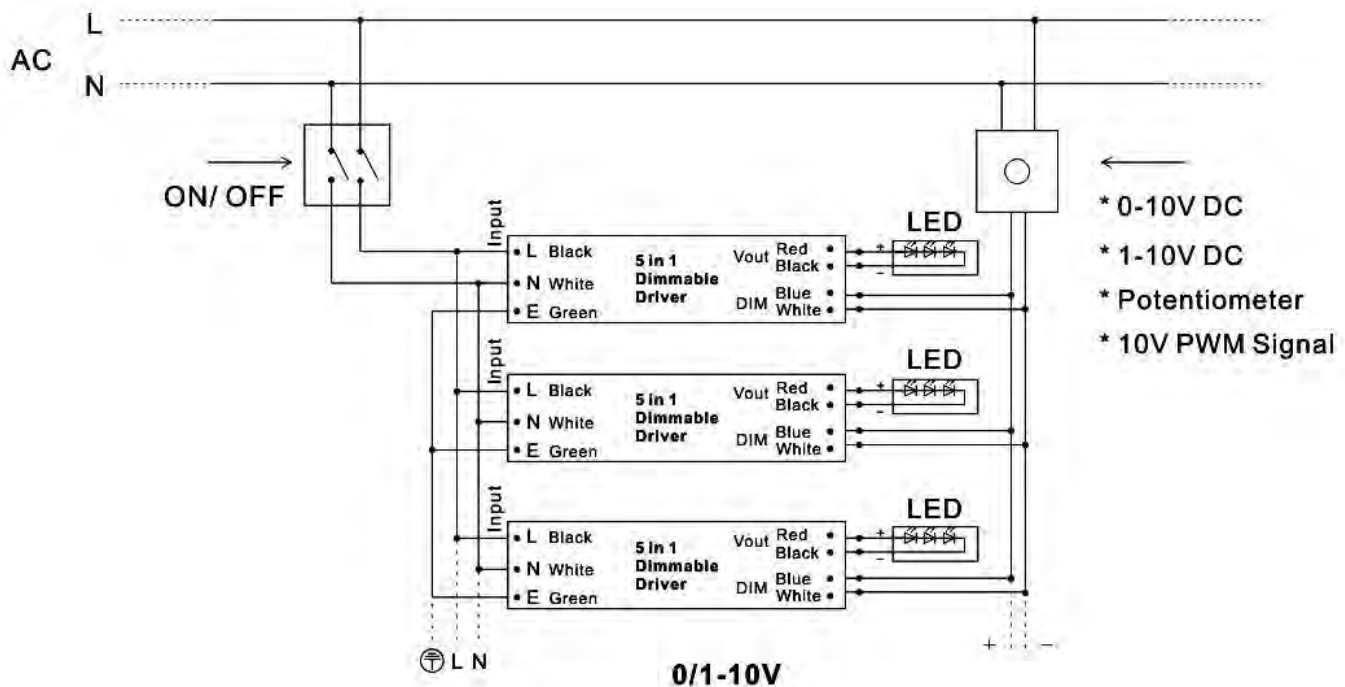 L
AC
N
ON/ OFF
* 0-10V DC
* 1-10V DC
* Potentiometer
* 10V PWM Signal
Input
L Black
N White
E Green
5 in 1
Dimmable
Driver
Vout Red
Black
DIM Blue
White
LED
+
-
Input
L Black
N White
E Green
5 in 1
Dimmable
Driver
Vout Red
Black
DIM Blue
White
LED
+
-
Input
L Black
N White
E Green
5 in 1
Dimmable
Driver
Vout Red
Black
DIM Blue
White
LED
+
-
L N
+ -
0/1-10V